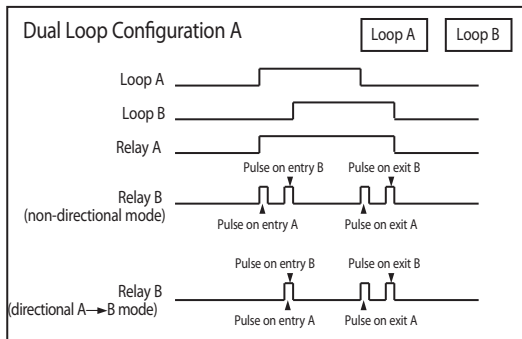 Dual Loop Configuration A
Loop A
Loop B
Loop A
Loop B
Relay A
Pulse on entry B
Pulse on exit B
Relay B
(non-directional mode)
Pulse on entry A
Pulse on exit A
Pulse on entry B
Pulse on exit B
Relay B
(directional A→B mode)
Pulse on entry A
Pulse on exit A